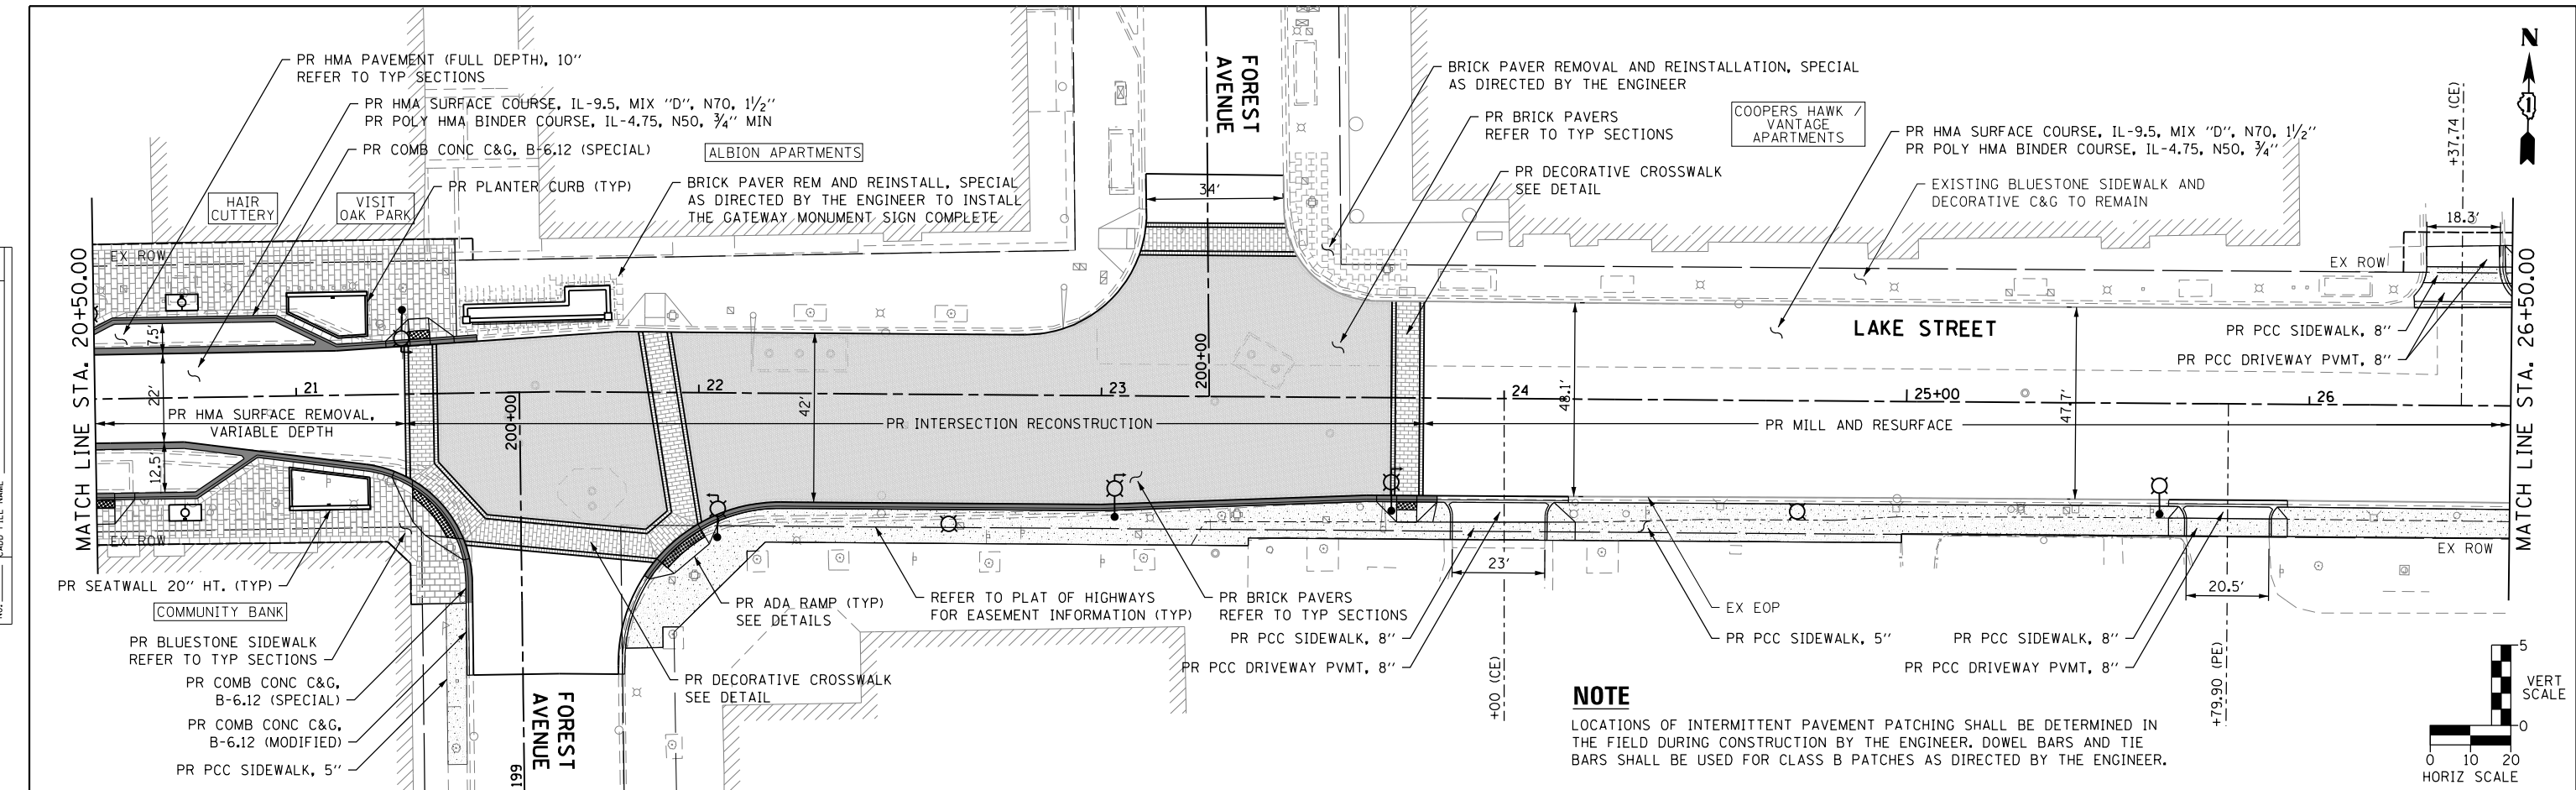 PR HMA PAVEMENT (FULL DEPTH), 10"
REFER TO TYP SECTIONS
PR HMA SURFACE COURSE, IL-9.5, MIX "D", N70, 1½"
PR POLY HMA BINDER COURSE, IL-4.75, N50, ¾" MIN
PR COMB CONC C&G, B-6.12 (SPECIAL)
PR PLANTER CURB (TYP)
HAIR
CUTTERY
VISIT
OAK PARK
ALBION APARTMENTS
BRICK PAVER REM AND REINSTALL, SPECIAL
AS DIRECTED BY THE ENGINEER TO INSTALL
THE GATEWAY MONUMENT SIGN COMPLETE
FOREST
AVENUE
34'
BRICK PAVER REMOVAL AND REINSTALLATION, SPECIAL
AS DIRECTED BY THE ENGINEER
PR BRICK PAVERS
REFER TO TYP SECTIONS
PR DECORATIVE CROSSWALK
SEE DETAIL
COOPERS HAWK /
VANTAGE
APARTMENTS
PR HMA SURFACE COURSE, IL-9.5, MIX "D", N70, 1½"
PR POLY HMA BINDER COURSE, IL-4.75, N50, ¾"
EXISTING BLUESTONE SIDEWALK AND
DECORATIVE C&G TO REMAIN
+37.74 (CE)
N
18.3'
EX ROW
EX ROW
MATCH LINE STA. 20+50.00
7.5'
22'
12.5'
21
22
23
24
25+00
26
200+00
200+00
42'
48.1'
47.7'
LAKE STREET
PR PCC SIDEWALK, 8"
PR PCC DRIVEWAY PVMT, 8"
MATCH LINE STA. 26+50.00
PR HMA SURFACE REMOVAL,
VARIABLE DEPTH
PR INTERSECTION RECONSTRUCTION
PR MILL AND RESURFACE
EX ROW
EX ROW
PR SEATWALL 20" HT. (TYP)
COMMUNITY BANK
PR BLUESTONE SIDEWALK
REFER TO TYP SECTIONS
PR COMB CONC C&G,
B-6.12 (SPECIAL)
PR COMB CONC C&G,
B-6.12 (MODIFIED)
PR PCC SIDEWALK, 5"
199
FOREST
AVENUE
PR ADA RAMP (TYP)
SEE DETAILS
PR DECORATIVE CROSSWALK
SEE DETAIL
REFER TO PLAT OF HIGHWAYS
FOR EASEMENT INFORMATION (TYP)
PR BRICK PAVERS
REFER TO TYP SECTIONS
PR PCC SIDEWALK, 8"
PR PCC DRIVEWAY PVMT, 8"
23'
+00 (CE)
EX EOP
PR PCC SIDEWALK, 5"
PR PCC SIDEWALK, 8"
PR PCC DRIVEWAY PVMT, 8"
20.5'
+79.90 (PE)
NOTE
LOCATIONS OF INTERMITTENT PAVEMENT PATCHING SHALL BE DETERMINED IN
THE FIELD DURING CONSTRUCTION BY THE ENGINEER. DOWEL BARS AND TIE
BARS SHALL BE USED FOR CLASS B PATCHES AS DIRECTED BY THE ENGINEER.
5
VERT
SCALE
0
0 10 20
HORIZ SCALE